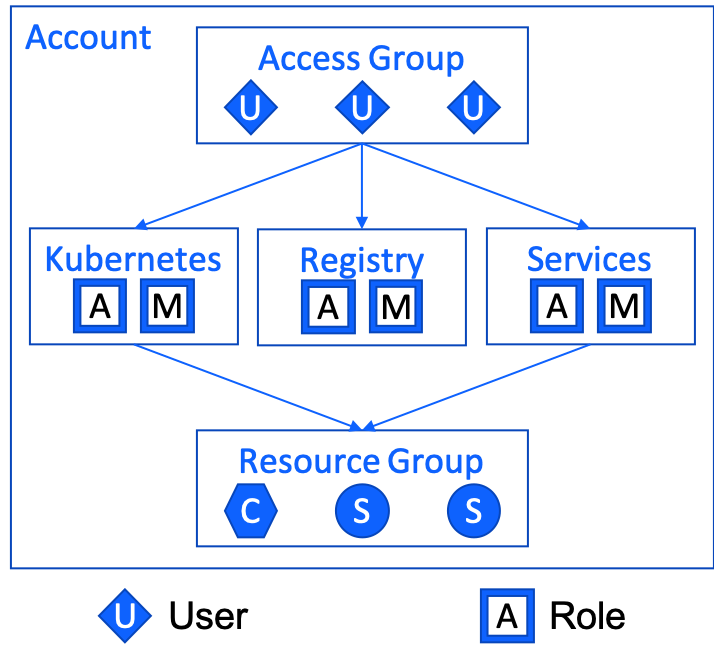 Account
Access Group
U U U
Kubernetes Registry Services
A M A M A M
Resource Group
C S S
U User A Role